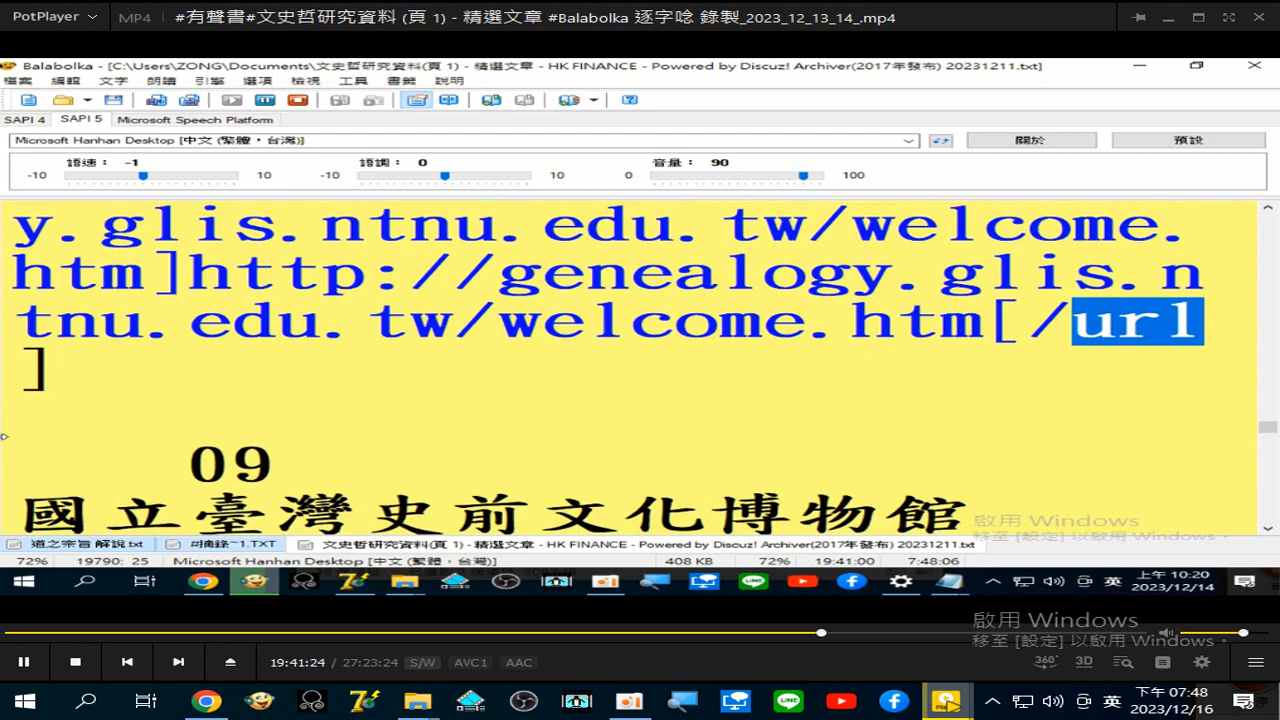 PotPlayer MP4 #有聲書#文史哲研究資料 (頁 1) - 精選文章 #Balabolka 逐字唸 錄製_2023_12_13_14_.mp4
Balabolka - [C:\Users\ZONG\Documents\文史哲研究資料(頁 1) - 精選文章 - HK FINANCE - Powered by Discuz! Archiver(2017年發布) 20231211.txt]
檔案 編輯 文字 朗讀 引擎 選項 檢視 工具 書籤 說明
SAPI 4 SAPI 5 Microsoft Speech Platform
Microsoft Hanhan Desktop [中文 (繁體，台灣)] 關於 預設
語速： -1 語調： 0 音量： 90
-10 10 -10 10 0 100
y.glis.ntnu.edu.tw/welcome.
htm]http://genealogy.glis.n
tnu.edu.tw/welcome.htm[/url
]
09
國立臺灣史前文化博物館
啟用 Windows
移至 [設定] 以啟用 Windows。
道之宗旨 解說.txt #摘錄~1.TXT 文史哲研究資料(頁 1) - 精選文章 - HK FINANCE - Powered by Discuz! Archiver(2017年發布) 20231211.txt
72% 19790: 25 Microsoft Hanhan Desktop [中文 (繁體，台灣)] 408 KB 72% 19:41:00 7:48:06
英 上午 10:20
2023/12/14
啟用 Windows
移至 [設定] 以啟用 Windows。
19:41:24 / 27:23:24 S/W AVC1 AAC 360° 3D
英 下午 07:48
2023/12/16